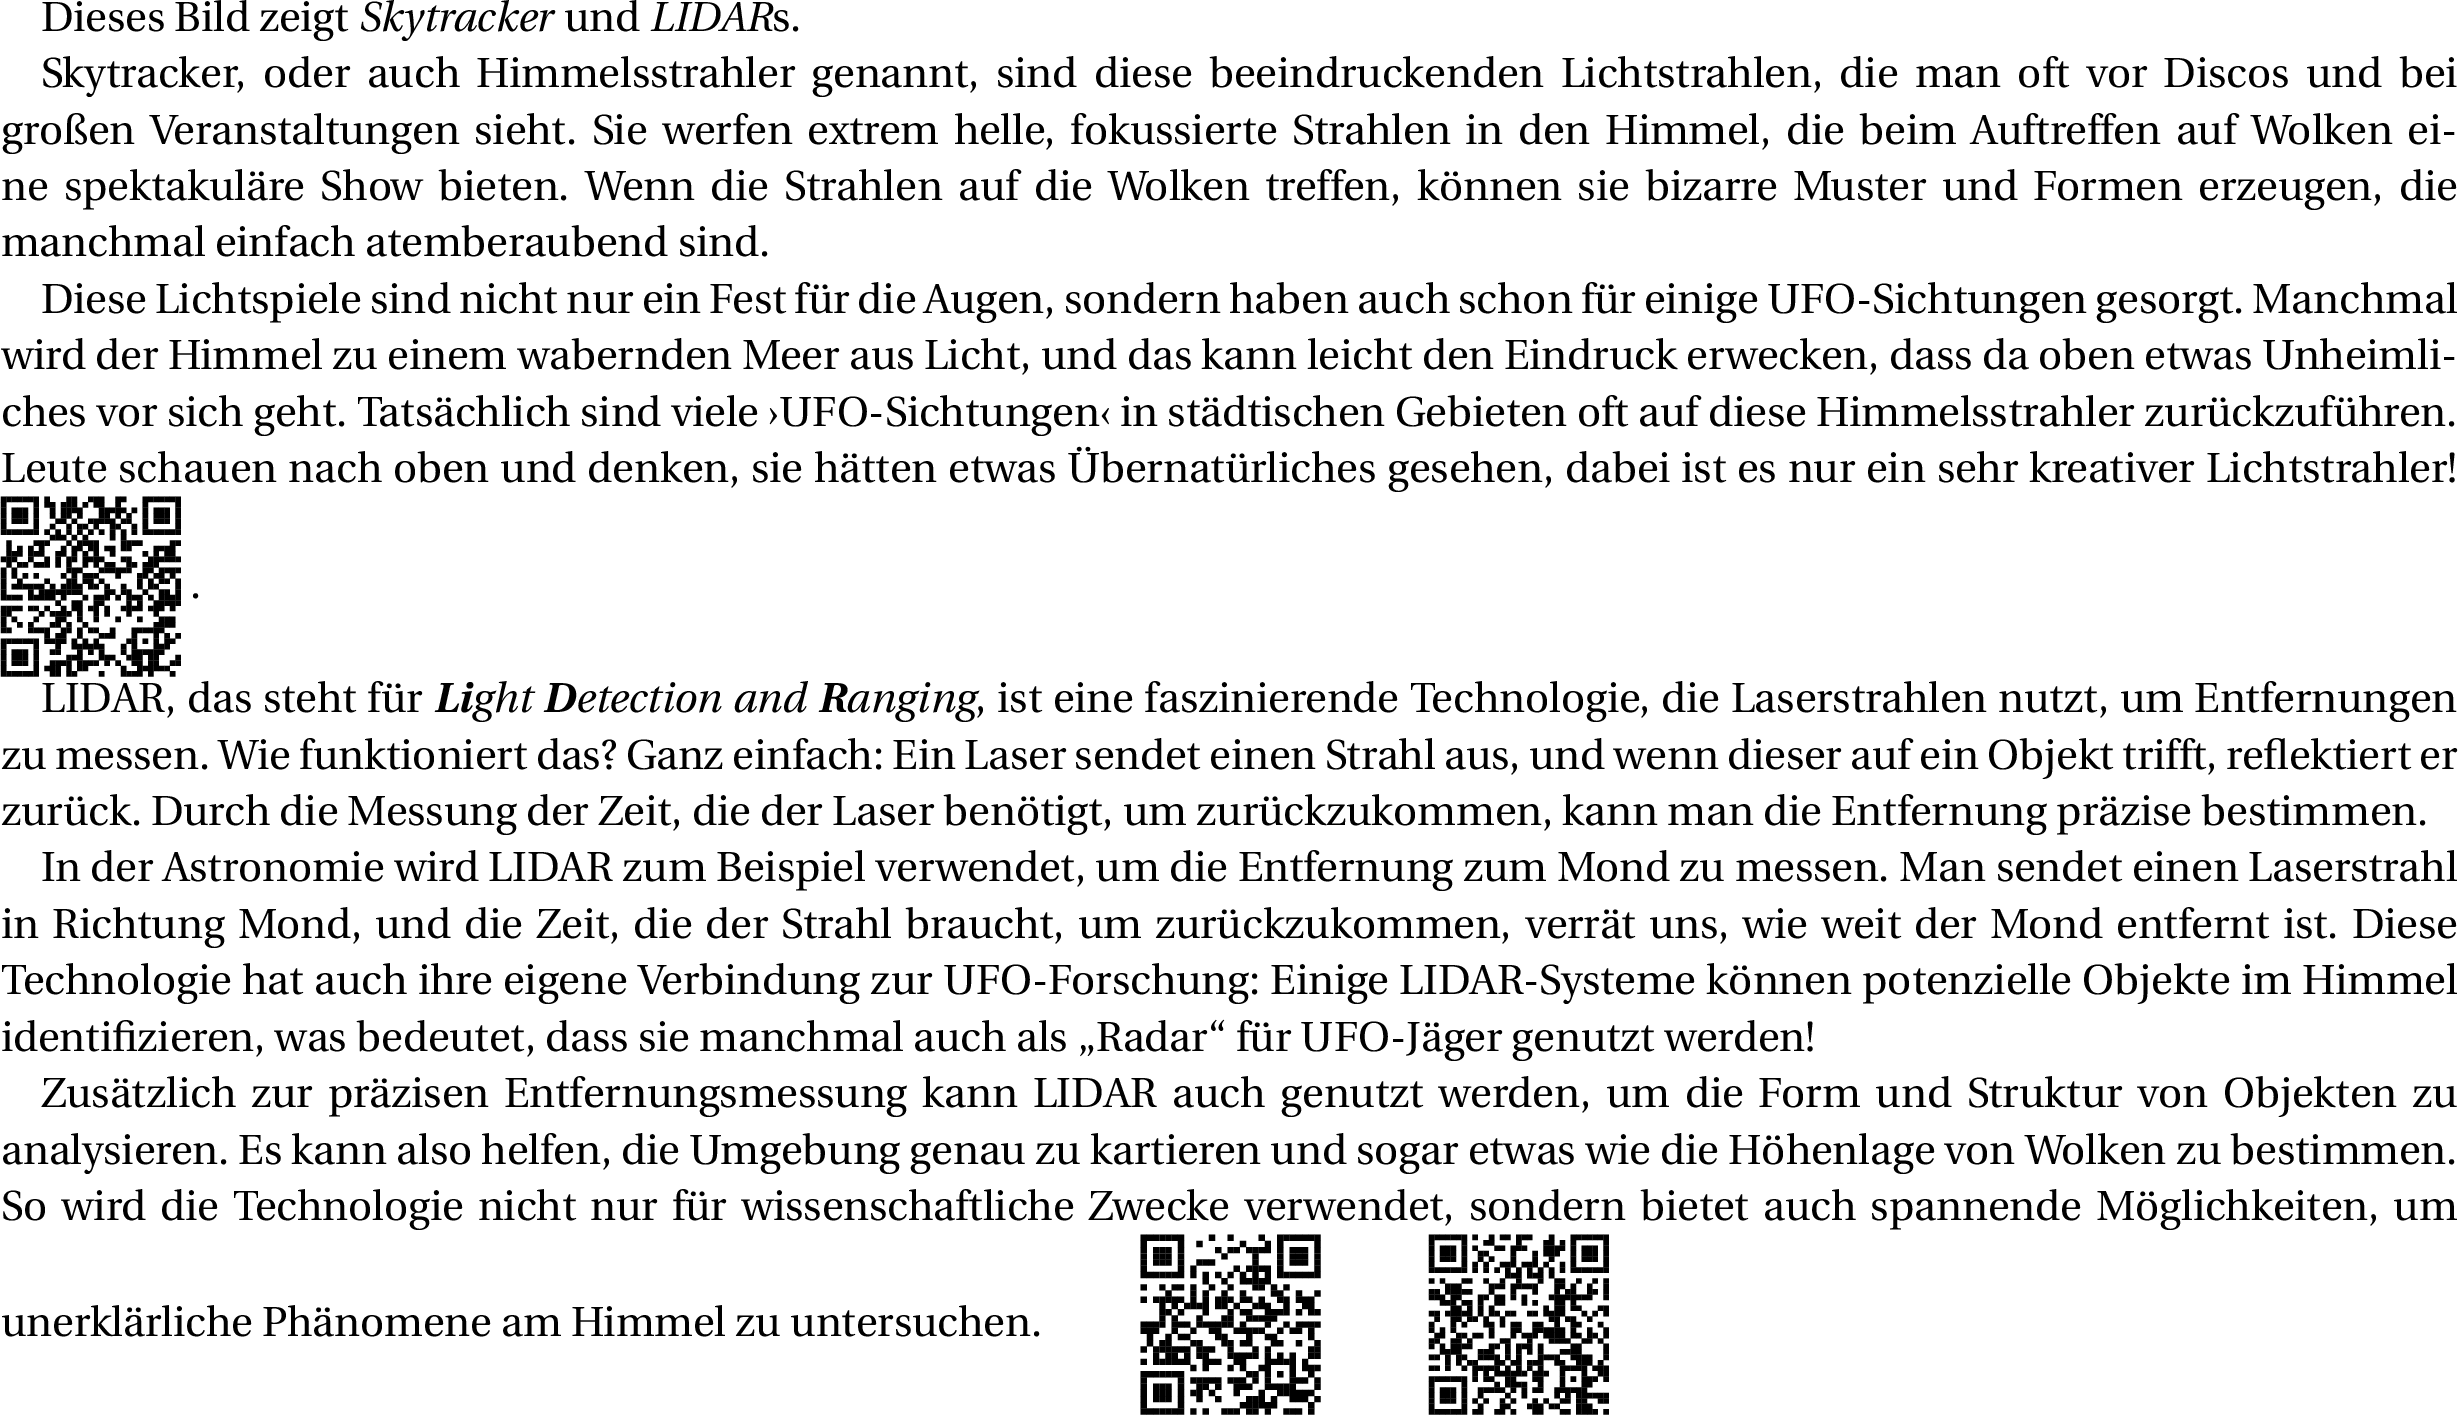 Dieses Bild zeigt Skytracker und LIDARs.
Skytracker, oder auch Himmelsstrahler genannt, sind diese beeindruckenden Lichtstrahlen, die man oft vor Discos und bei
großen Veranstaltungen sieht. Sie werfen extrem helle, fokussierte Strahlen in den Himmel, die beim Auftreffen auf Wolken ei-
ne spektakuläre Show bieten. Wenn die Strahlen auf die Wolken treffen, können sie bizarre Muster und Formen erzeugen, die
manchmal einfach atemberaubend sind.
Diese Lichtspiele sind nicht nur ein Fest für die Augen, sondern haben auch schon für einige UFO-Sichtungen gesorgt. Manchmal
wird der Himmel zu einem wabernden Meer aus Licht, und das kann leicht den Eindruck erwecken, dass da oben etwas Unheimli-
ches vor sich geht. Tatsächlich sind viele ›UFO-Sichtungen‹ in städtischen Gebieten oft auf diese Himmelsstrahler zurückzuführen.
Leute schauen nach oben und denken, sie hätten etwas Übernatürliches gesehen, dabei ist es nur ein sehr kreativer Lichtstrahler!
.
LIDAR, das steht für Light Detection and Ranging, ist eine faszinierende Technologie, die Laserstrahlen nutzt, um Entfernungen
zu messen. Wie funktioniert das? Ganz einfach: Ein Laser sendet einen Strahl aus, und wenn dieser auf ein Objekt trifft, reflektiert er
zurück. Durch die Messung der Zeit, die der Laser benötigt, um zurückzukommen, kann man die Entfernung präzise bestimmen.
In der Astronomie wird LIDAR zum Beispiel verwendet, um die Entfernung zum Mond zu messen. Man sendet einen Laserstrahl
in Richtung Mond, und die Zeit, die der Strahl braucht, um zurückzukommen, verrät uns, wie weit der Mond entfernt ist. Diese
Technologie hat auch ihre eigene Verbindung zur UFO-Forschung: Einige LIDAR-Systeme können potenzielle Objekte im Himmel
identifizieren, was bedeutet, dass sie manchmal auch als „Radar“ für UFO-Jäger genutzt werden!
Zusätzlich zur präzisen Entfernungsmessung kann LIDAR auch genutzt werden, um die Form und Struktur von Objekten zu
analysieren. Es kann also helfen, die Umgebung genau zu kartieren und sogar etwas wie die Höhenlage von Wolken zu bestimmen.
So wird die Technologie nicht nur für wissenschaftliche Zwecke verwendet, sondern bietet auch spannende Möglichkeiten, um
unerklärliche Phänomene am Himmel zu untersuchen.